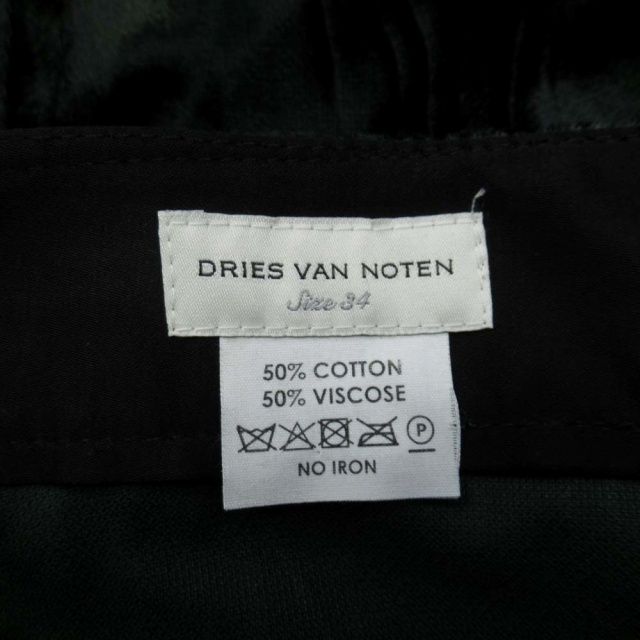 DRIES VAN NOTEN
Size 34
50% COTTON
50% VISCOSE
P
NO IRON